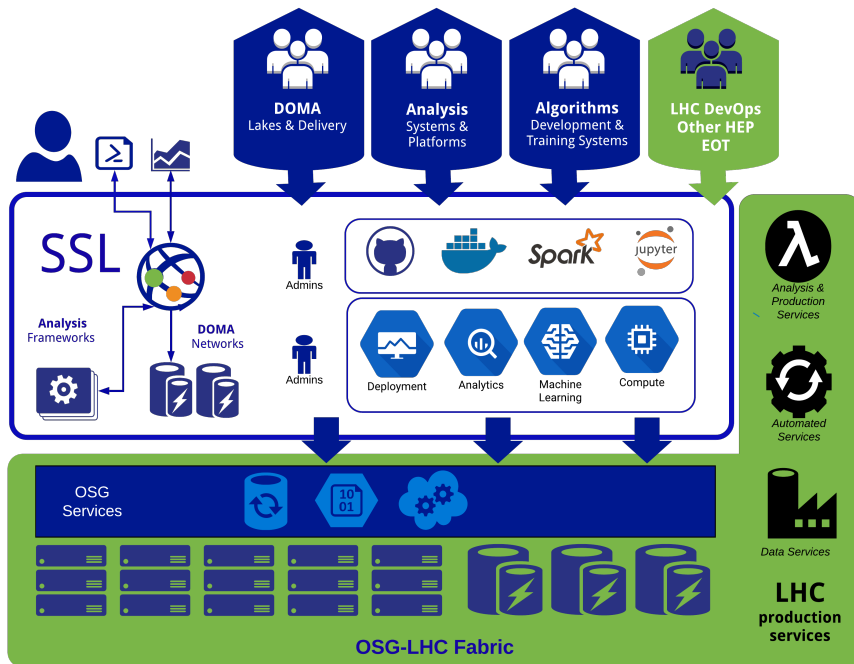 DOMA
Lakes & Delivery
Analysis
Systems &
Platforms
Algorithms
Development &
Training Systems
LHC DevOps
Other HEP
EOT
SSL
Admins
Spark
jupyter
Analysis
Frameworks
DOMA
Networks
Admins
Deployment
Analytics
Machine
Learning
Compute
Analysis &
Production
Services
Automated
Services
Data Services
LHC
production
services
OSG
Services
10
01
OSG-LHC Fabric